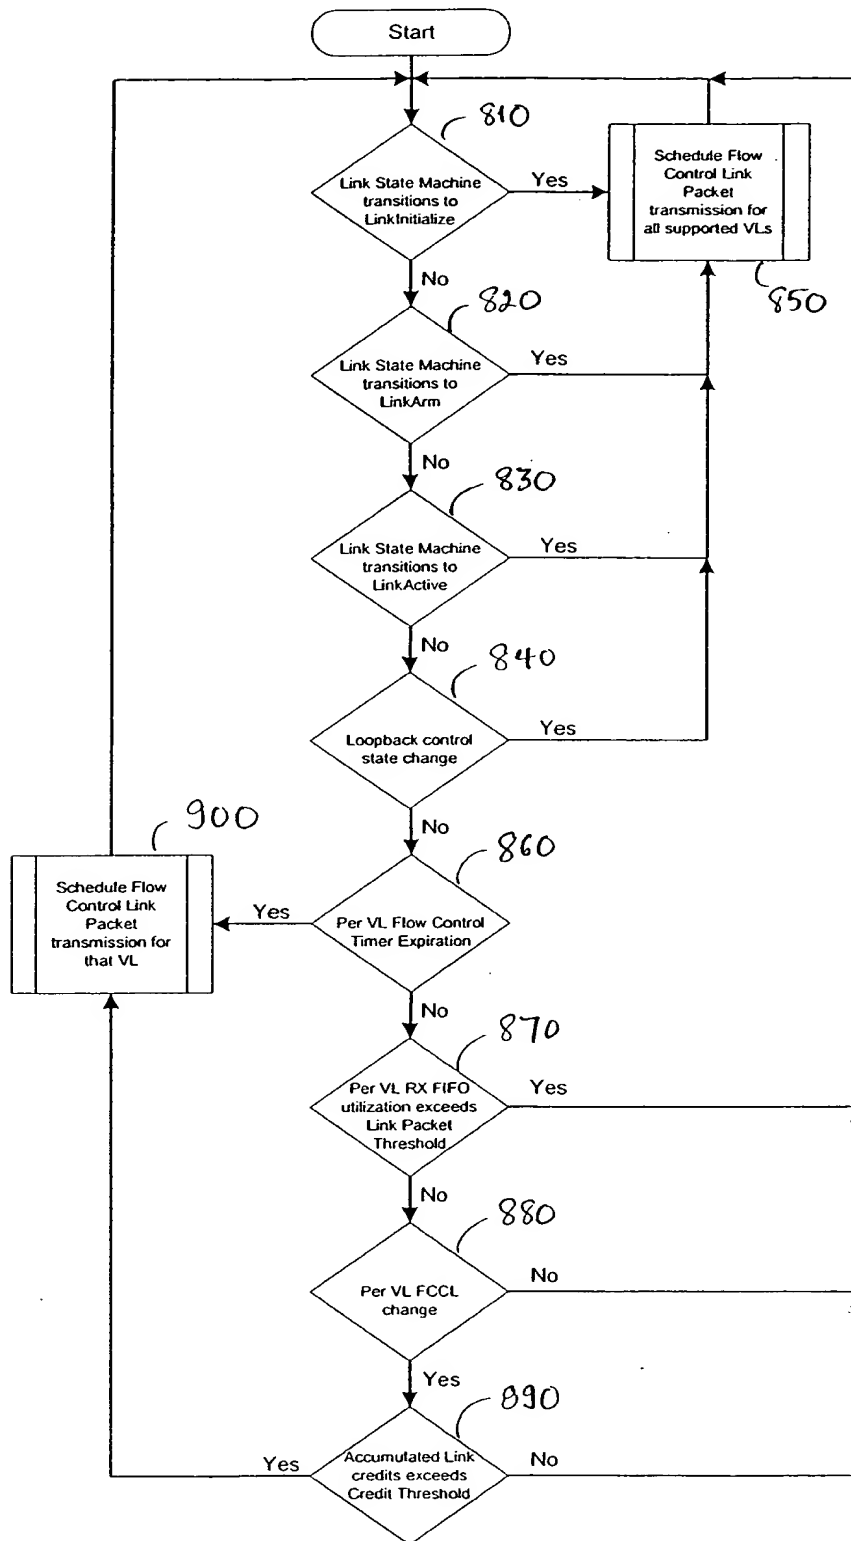 Start
810
Link State Machine
transitions to
LinkInitialize
Yes
Schedule Flow
Control Link
Packet
transmission for
all supported VLs
850
No
820
Link State Machine
transitions to
LinkArm
Yes
No
830
Link State Machine
transitions to
LinkActive
Yes
No
840
Loopback control
state change
Yes
No
900
Schedule Flow
Control Link
Packet
transmission for
that VL
860
Per VL Flow Control
Timer Expiration
Yes
No
870
Per VL RX FIFO
utilization exceeds
Link Packet
Threshold
Yes
No
880
Per VL FCCL
change
No
Yes
890
Accumulated Link
credits exceeds
Credit Threshold
Yes
No